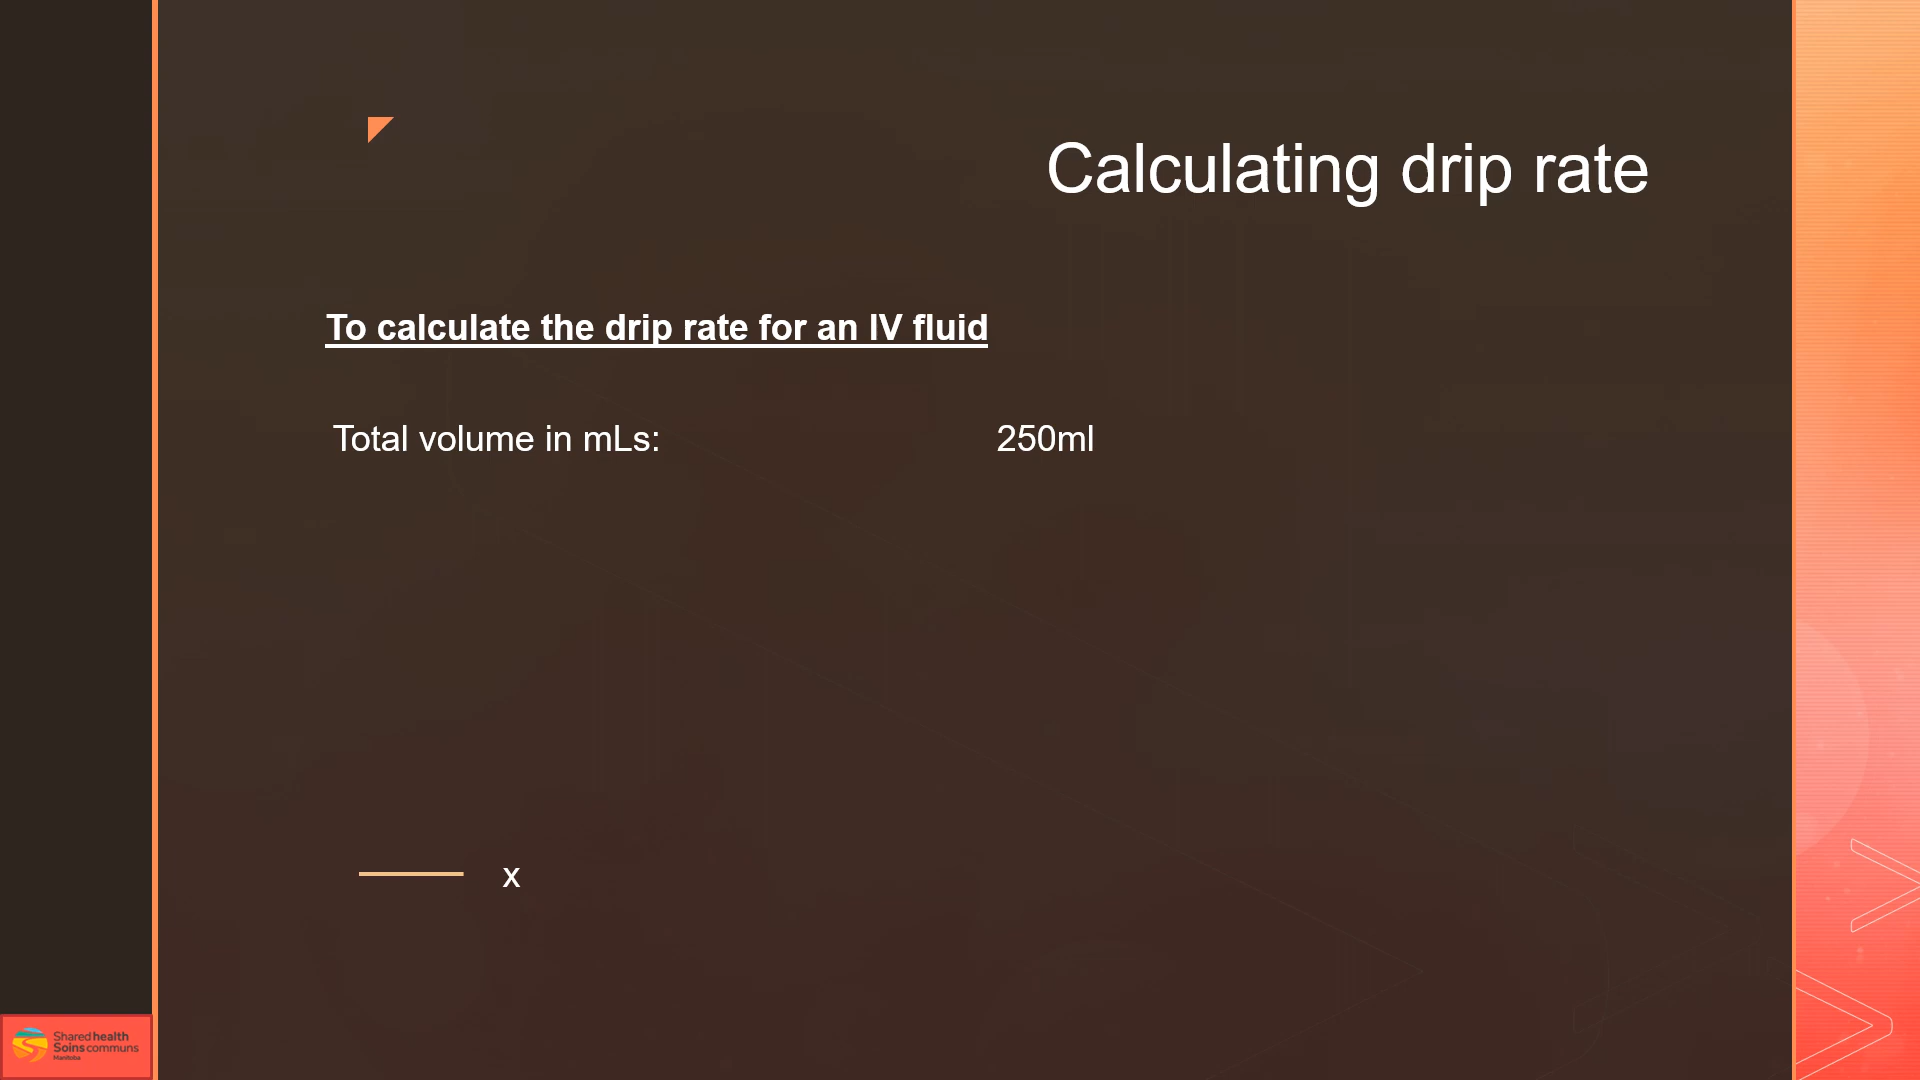 Calculating drip rate
To calculate the drip rate for an IV fluid
Total volume in mLs: 250ml
x
Shared health
Soins communs
Manitoba